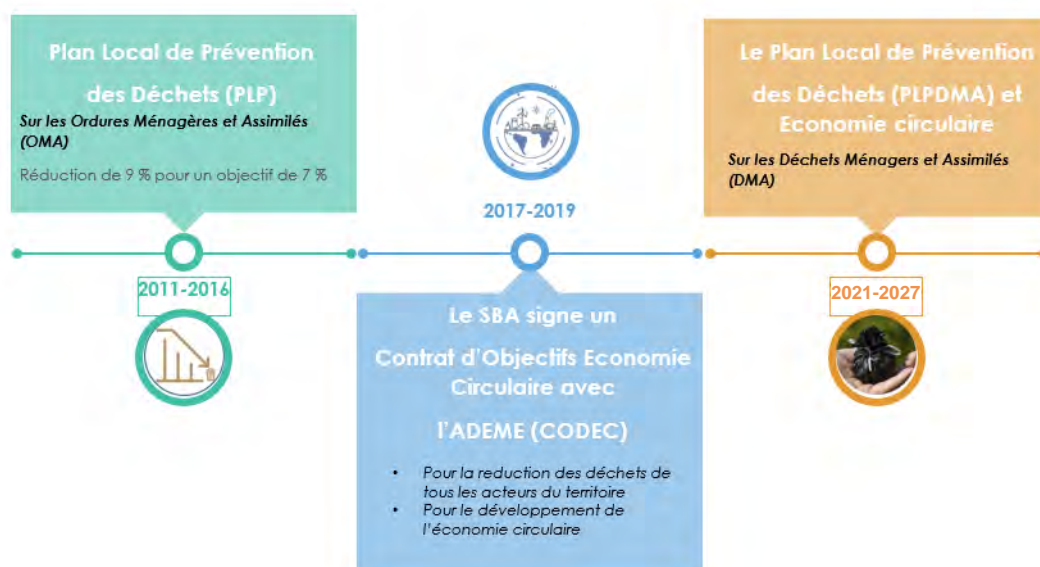 Plan Local de Prévention
des Déchets (PLP)
Sur les Ordures Ménagères et Assimilés
(OMA)
Réduction de 9 % pour un objectif de 7 %
2011-2016
2017-2019
Le SBA signe un
Contrat d'Objectifs Economie
Circulaire avec
l'ADEME (CODEC)
• Pour la reduction des déchets de
tous les acteurs du territoire
• Pour le développement de
l'économie circulaire
Le Plan Local de Prévention
des Déchets (PLPDMA) et
Economie circulaire
Sur les Déchets Ménagers et Assimilés
(DMA)
2021-2027